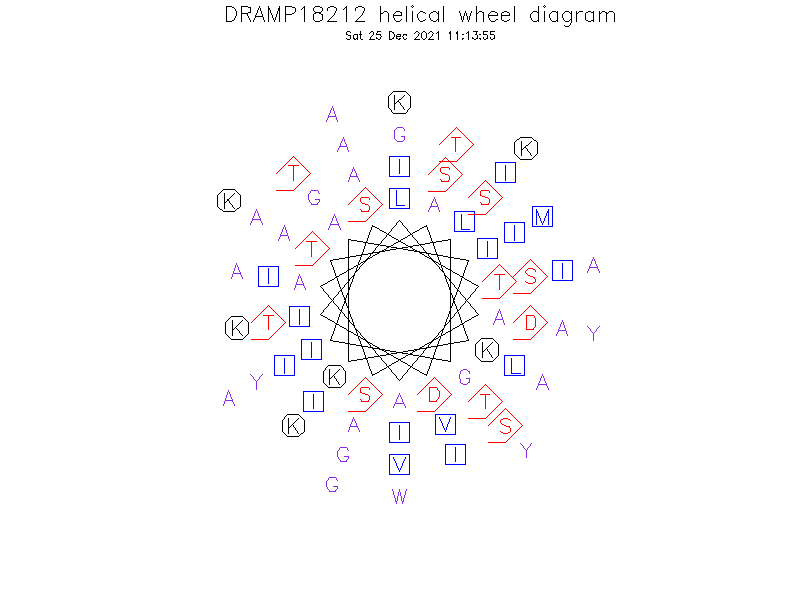 DRAMP18212 helical wheel diagram
Sat 25 Dec 2021 11:13:55
K
A
G T
A K
I
T A S I
L
K G S S
A
A L M
A A I
T I
A I A T S I A
K T I A D A Y
I K
Y I K G L A
A I S A D T
K A V S
I Y
G V I
G W